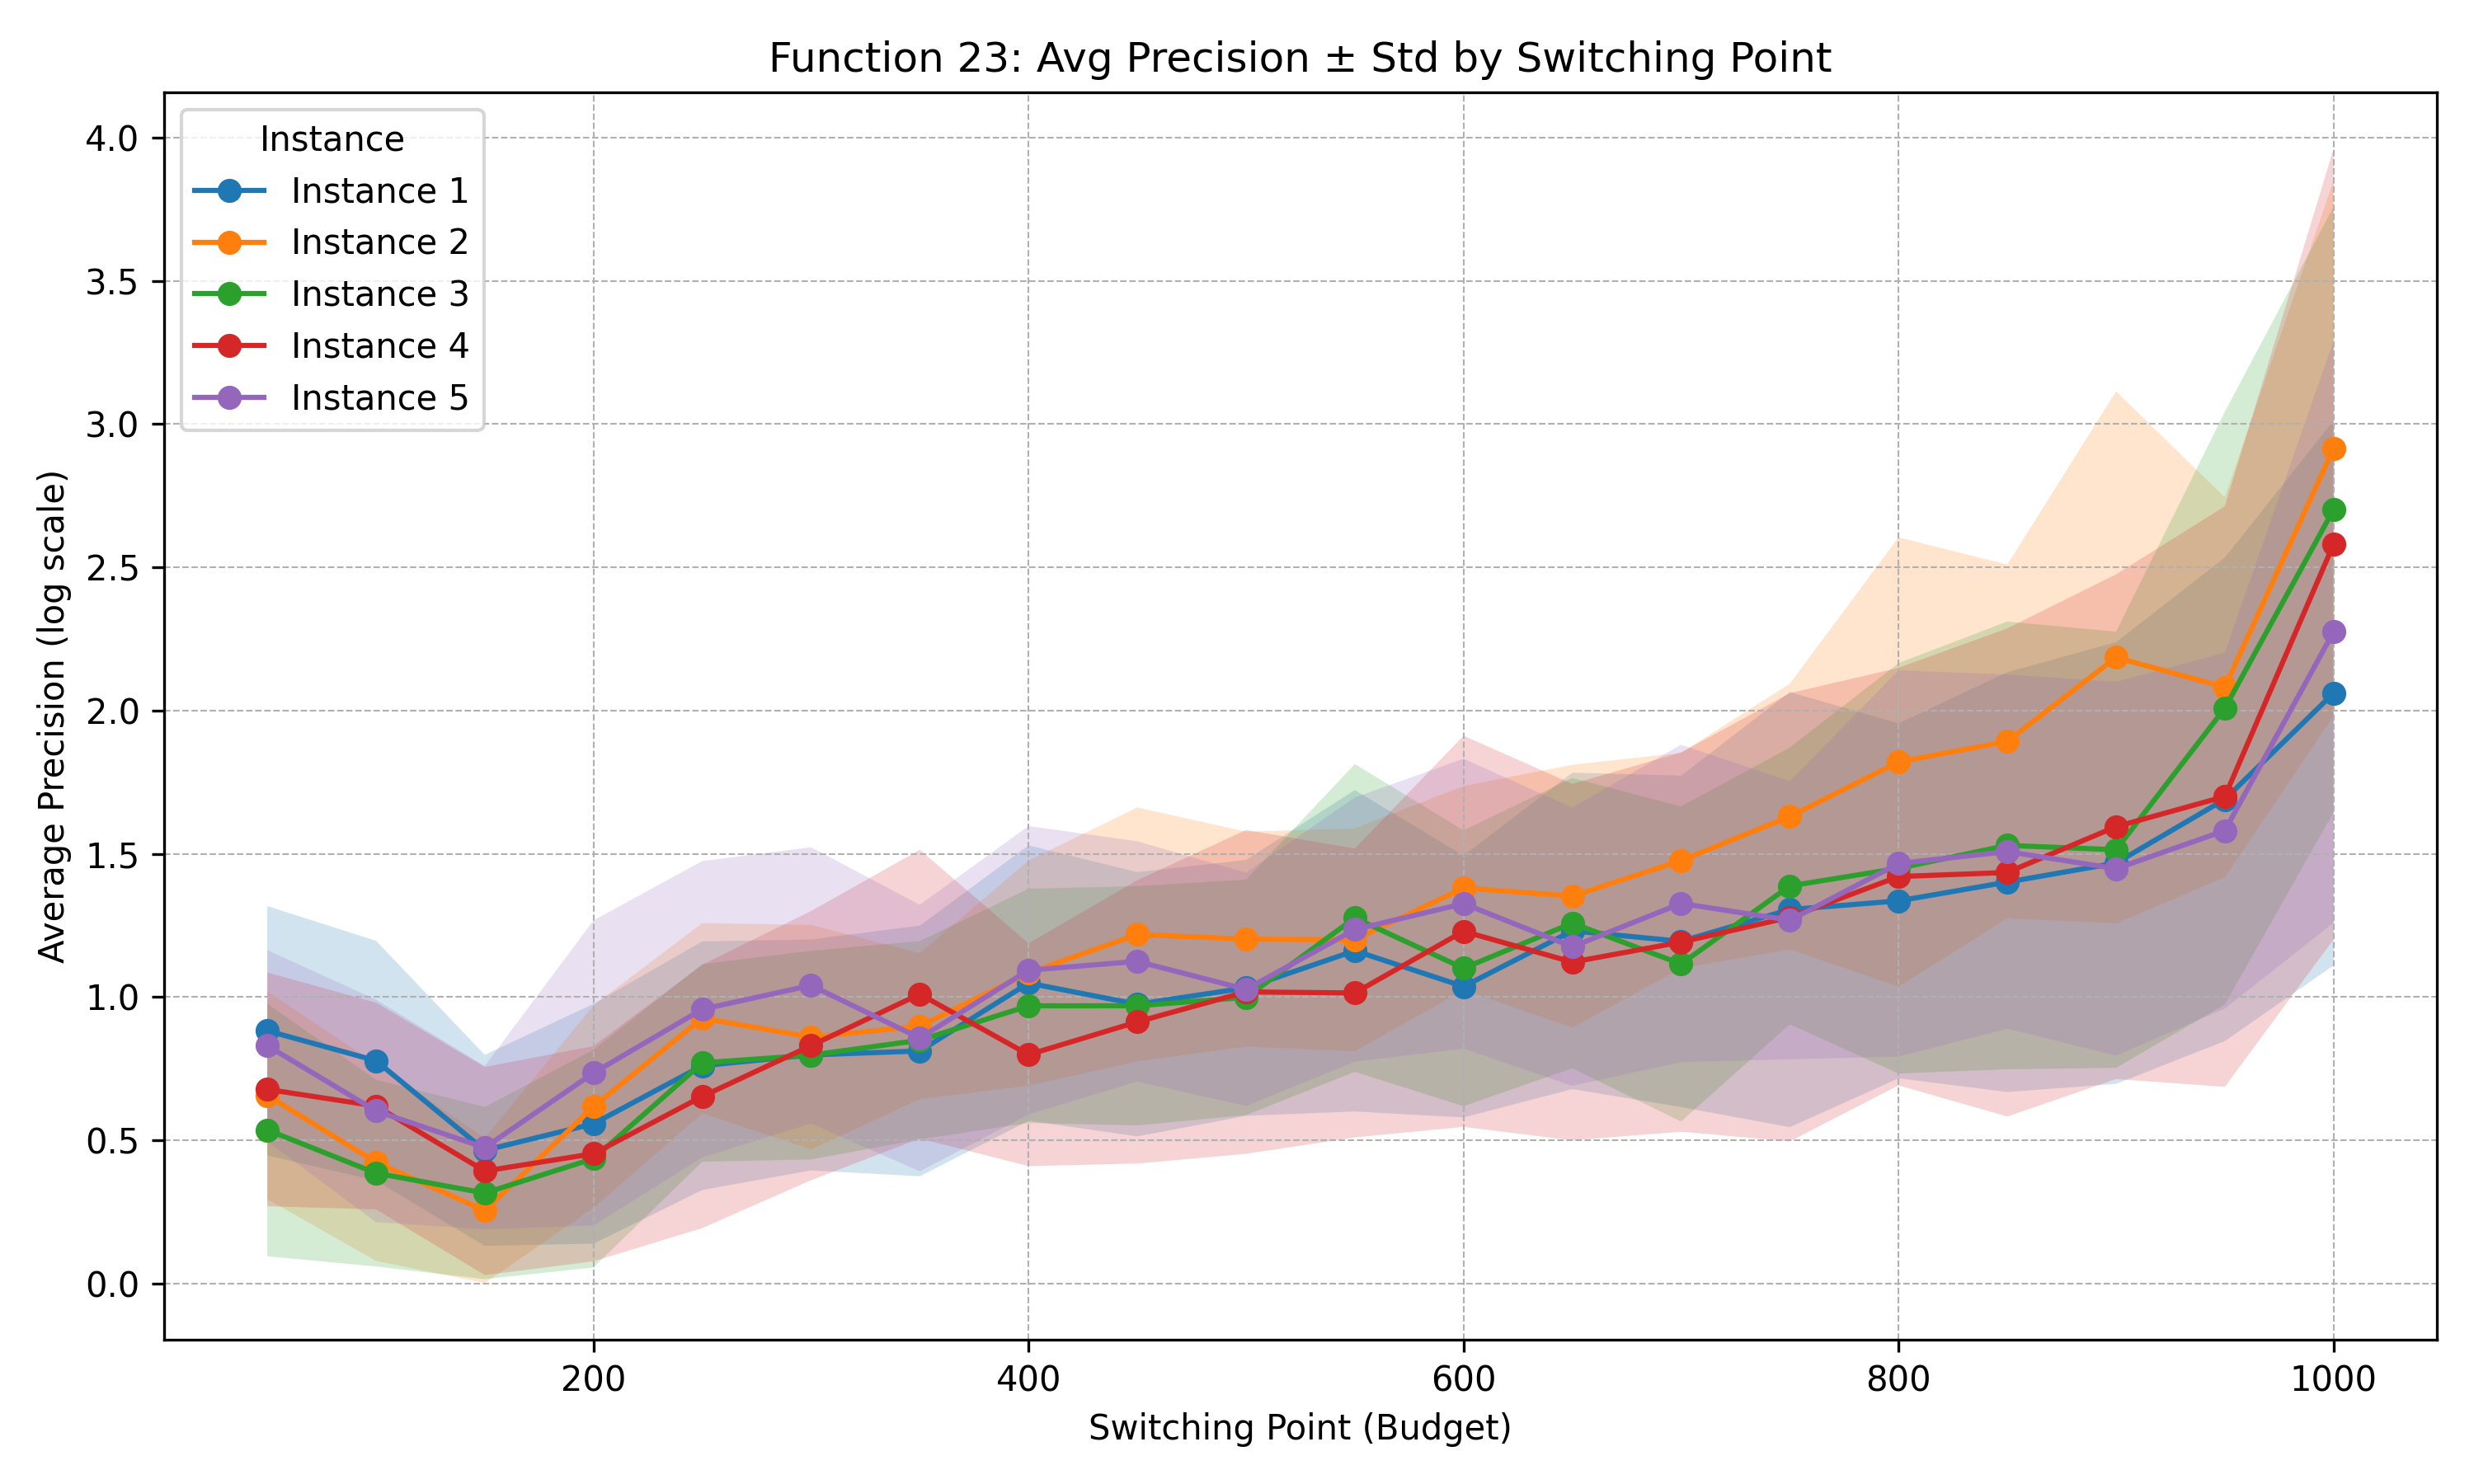 Function 23: Avg Precision ± Std by Switching Point
Instance
Instance 1
Instance 2
Instance 3
Instance 4
Instance 5
Average Precision (log scale)
4.0
3.5
3.0
2.5
2.0
1.5
1.0
0.5
0.0
200 400 600 800 1000
Switching Point (Budget)